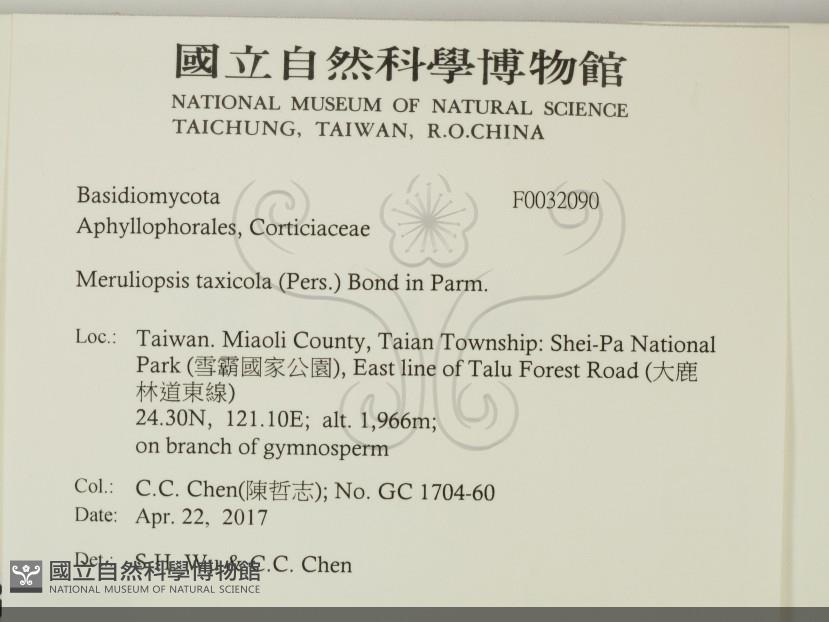 國立自然科學博物館
NATIONAL MUSEUM OF NATURAL SCIENCE
TAICHUNG, TAIWAN, R.O.CHINA
Basidiomycota F0032090
Aphyllophorales, Corticiaceae
Meruliopsis taxicola (Pers.) Bond in Parm.
Loc.: Taiwan. Miaoli County, Taian Township: Shei-Pa National
Park (雪霸國家公園), East line of Talu Forest Road (大鹿
林道東線)
24.30N, 121.10E; alt. 1,966m;
on branch of gymnosperm
Col.: C.C. Chen(陳哲志); No. GC 1704-60
Date: Apr. 22, 2017
Det.: S.H. Wu & C.C. Chen
國立自然科學博物館
NATIONAL MUSEUM OF NATURAL SCIENCE